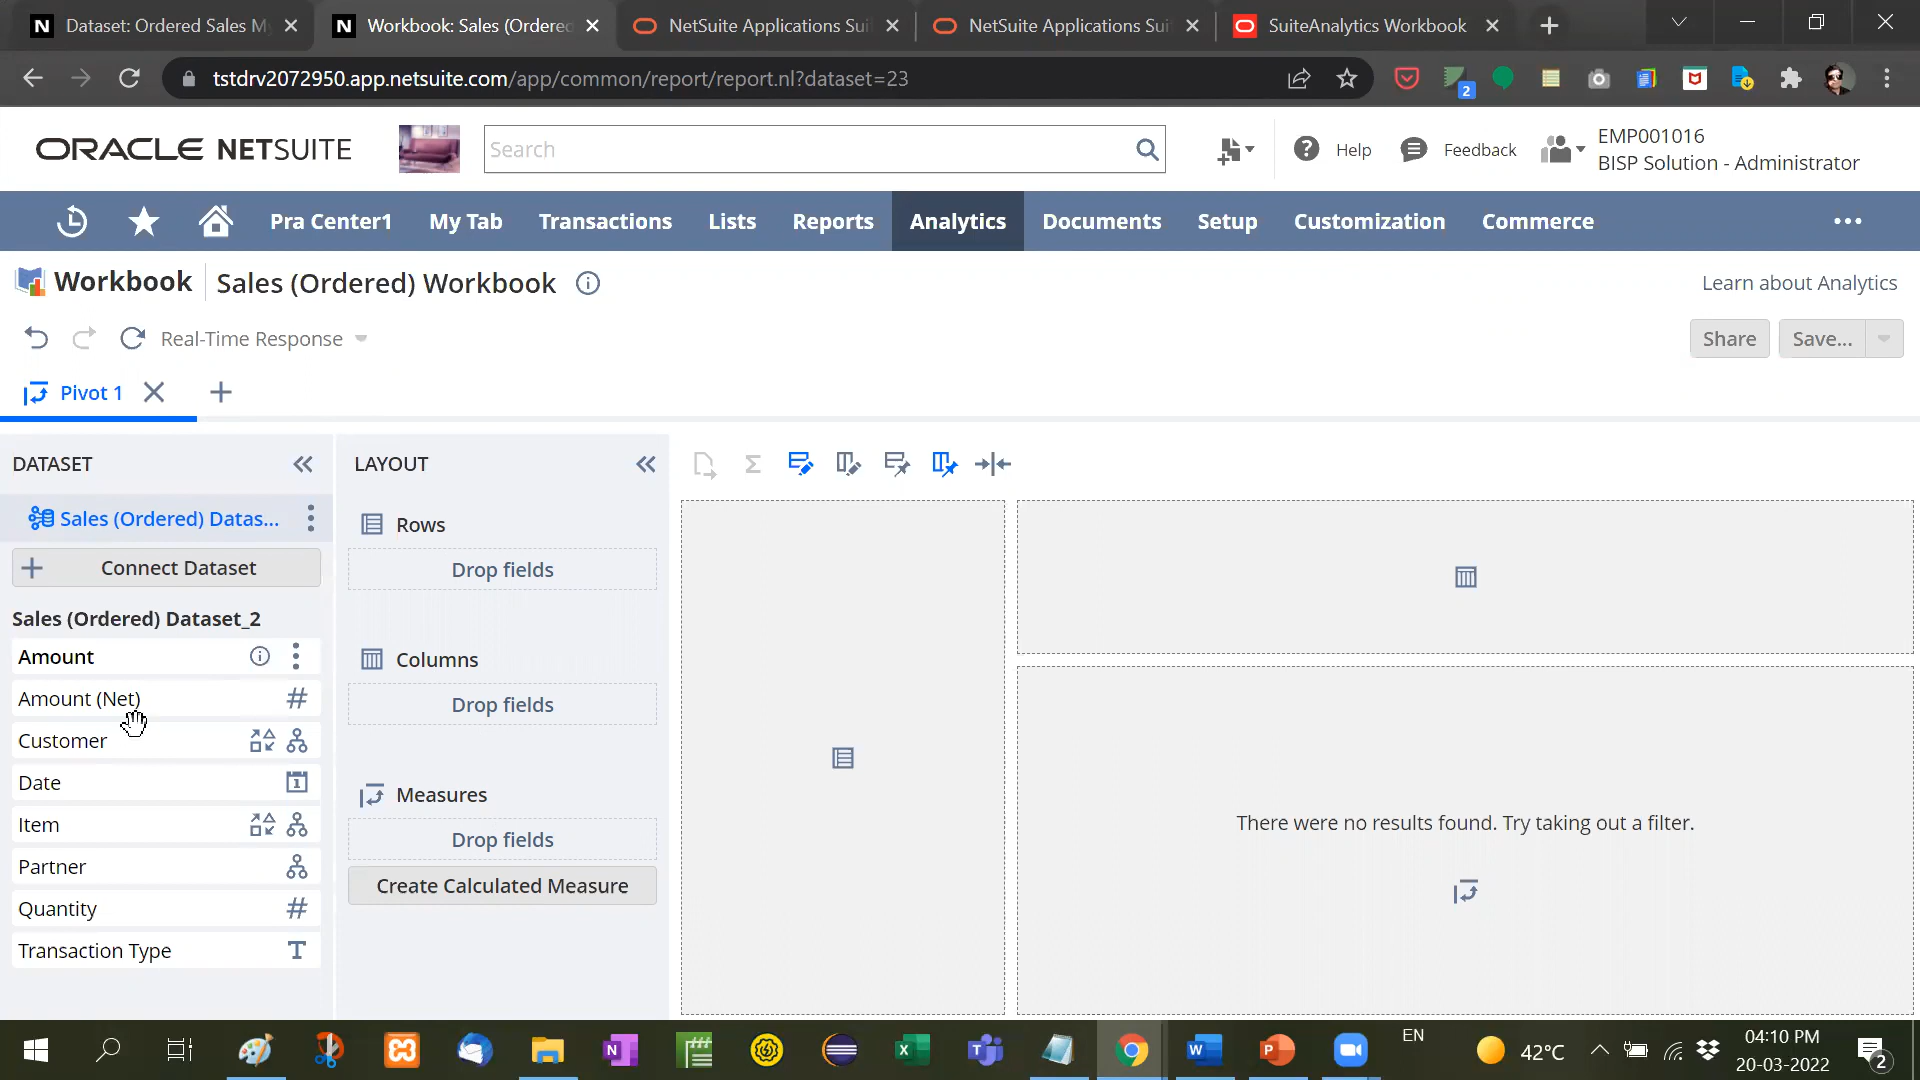 Dataset: Ordered Sales My
Workbook: Sales (Ordered
NetSuite Applications Sui
NetSuite Applications Sui
SuiteAnalytics Workbook
tstdrv2072950.app.netsuite.com/app/common/report/report.nl?dataset=23
2
ORACLE NETSUITE
Search
Help
Feedback
EMP001016
BISP Solution - Administrator
Pra Center1
My Tab
Transactions
Lists
Reports
Analytics
Documents
Setup
Customization
Commerce
Workbook
Sales (Ordered) Workbook
Learn about Analytics
Real-Time Response
Share
Save...
Pivot 1
DATASET
LAYOUT
Sales (Ordered) Datas...
Rows
Drop fields
Connect Dataset
Sales (Ordered) Dataset_2
Amount
Columns
Amount (Net)
Drop fields
Customer
Date
Measures
Item
Drop fields
There were no results found. Try taking out a filter.
Partner
Create Calculated Measure
Quantity
Transaction Type
EN
42°C
04:10 PM
20-03-2022
2